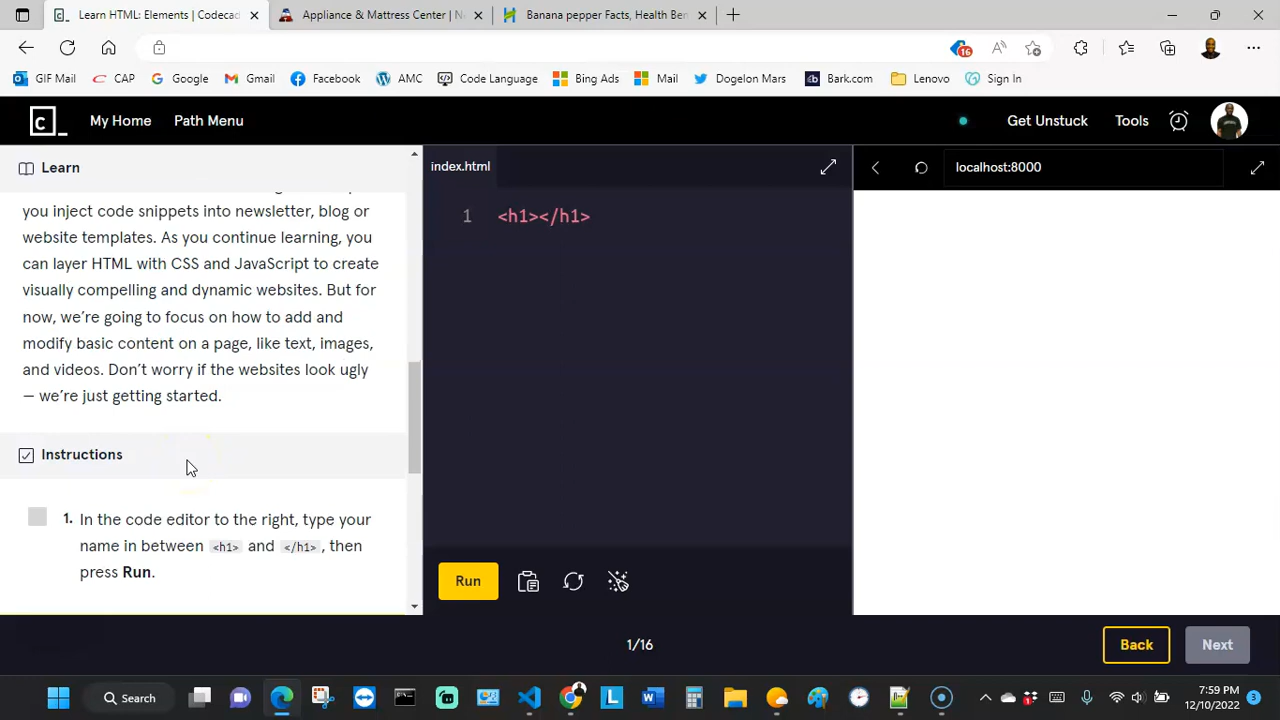 Learn HTML: Elements | Codecad
Appliance & Mattress Center | N
Banana pepper Facts, Health Ben
16
GIF Mail
CAP
Google
Gmail
Facebook
AMC
Code Language
Bing Ads
Mail
Dogelon Mars
Bark.com
Lenovo
Sign In
c_
My Home
Path Menu
Get Unstuck
Tools
Learn
you inject code snippets into newsletter, blog or
website templates. As you continue learning, you
can layer HTML with CSS and JavaScript to create
visually compelling and dynamic websites. But for
now, we’re going to focus on how to add and
modify basic content on a page, like text, images,
and videos. Don’t worry if the websites look ugly
— we’re just getting started.
Instructions
1. In the code editor to the right, type your
name in between <h1> and </h1>, then
press Run.
index.html
1 <h1></h1>
Run
localhost:8000
1/16
Back
Next
Search
7:59 PM
12/10/2022
3